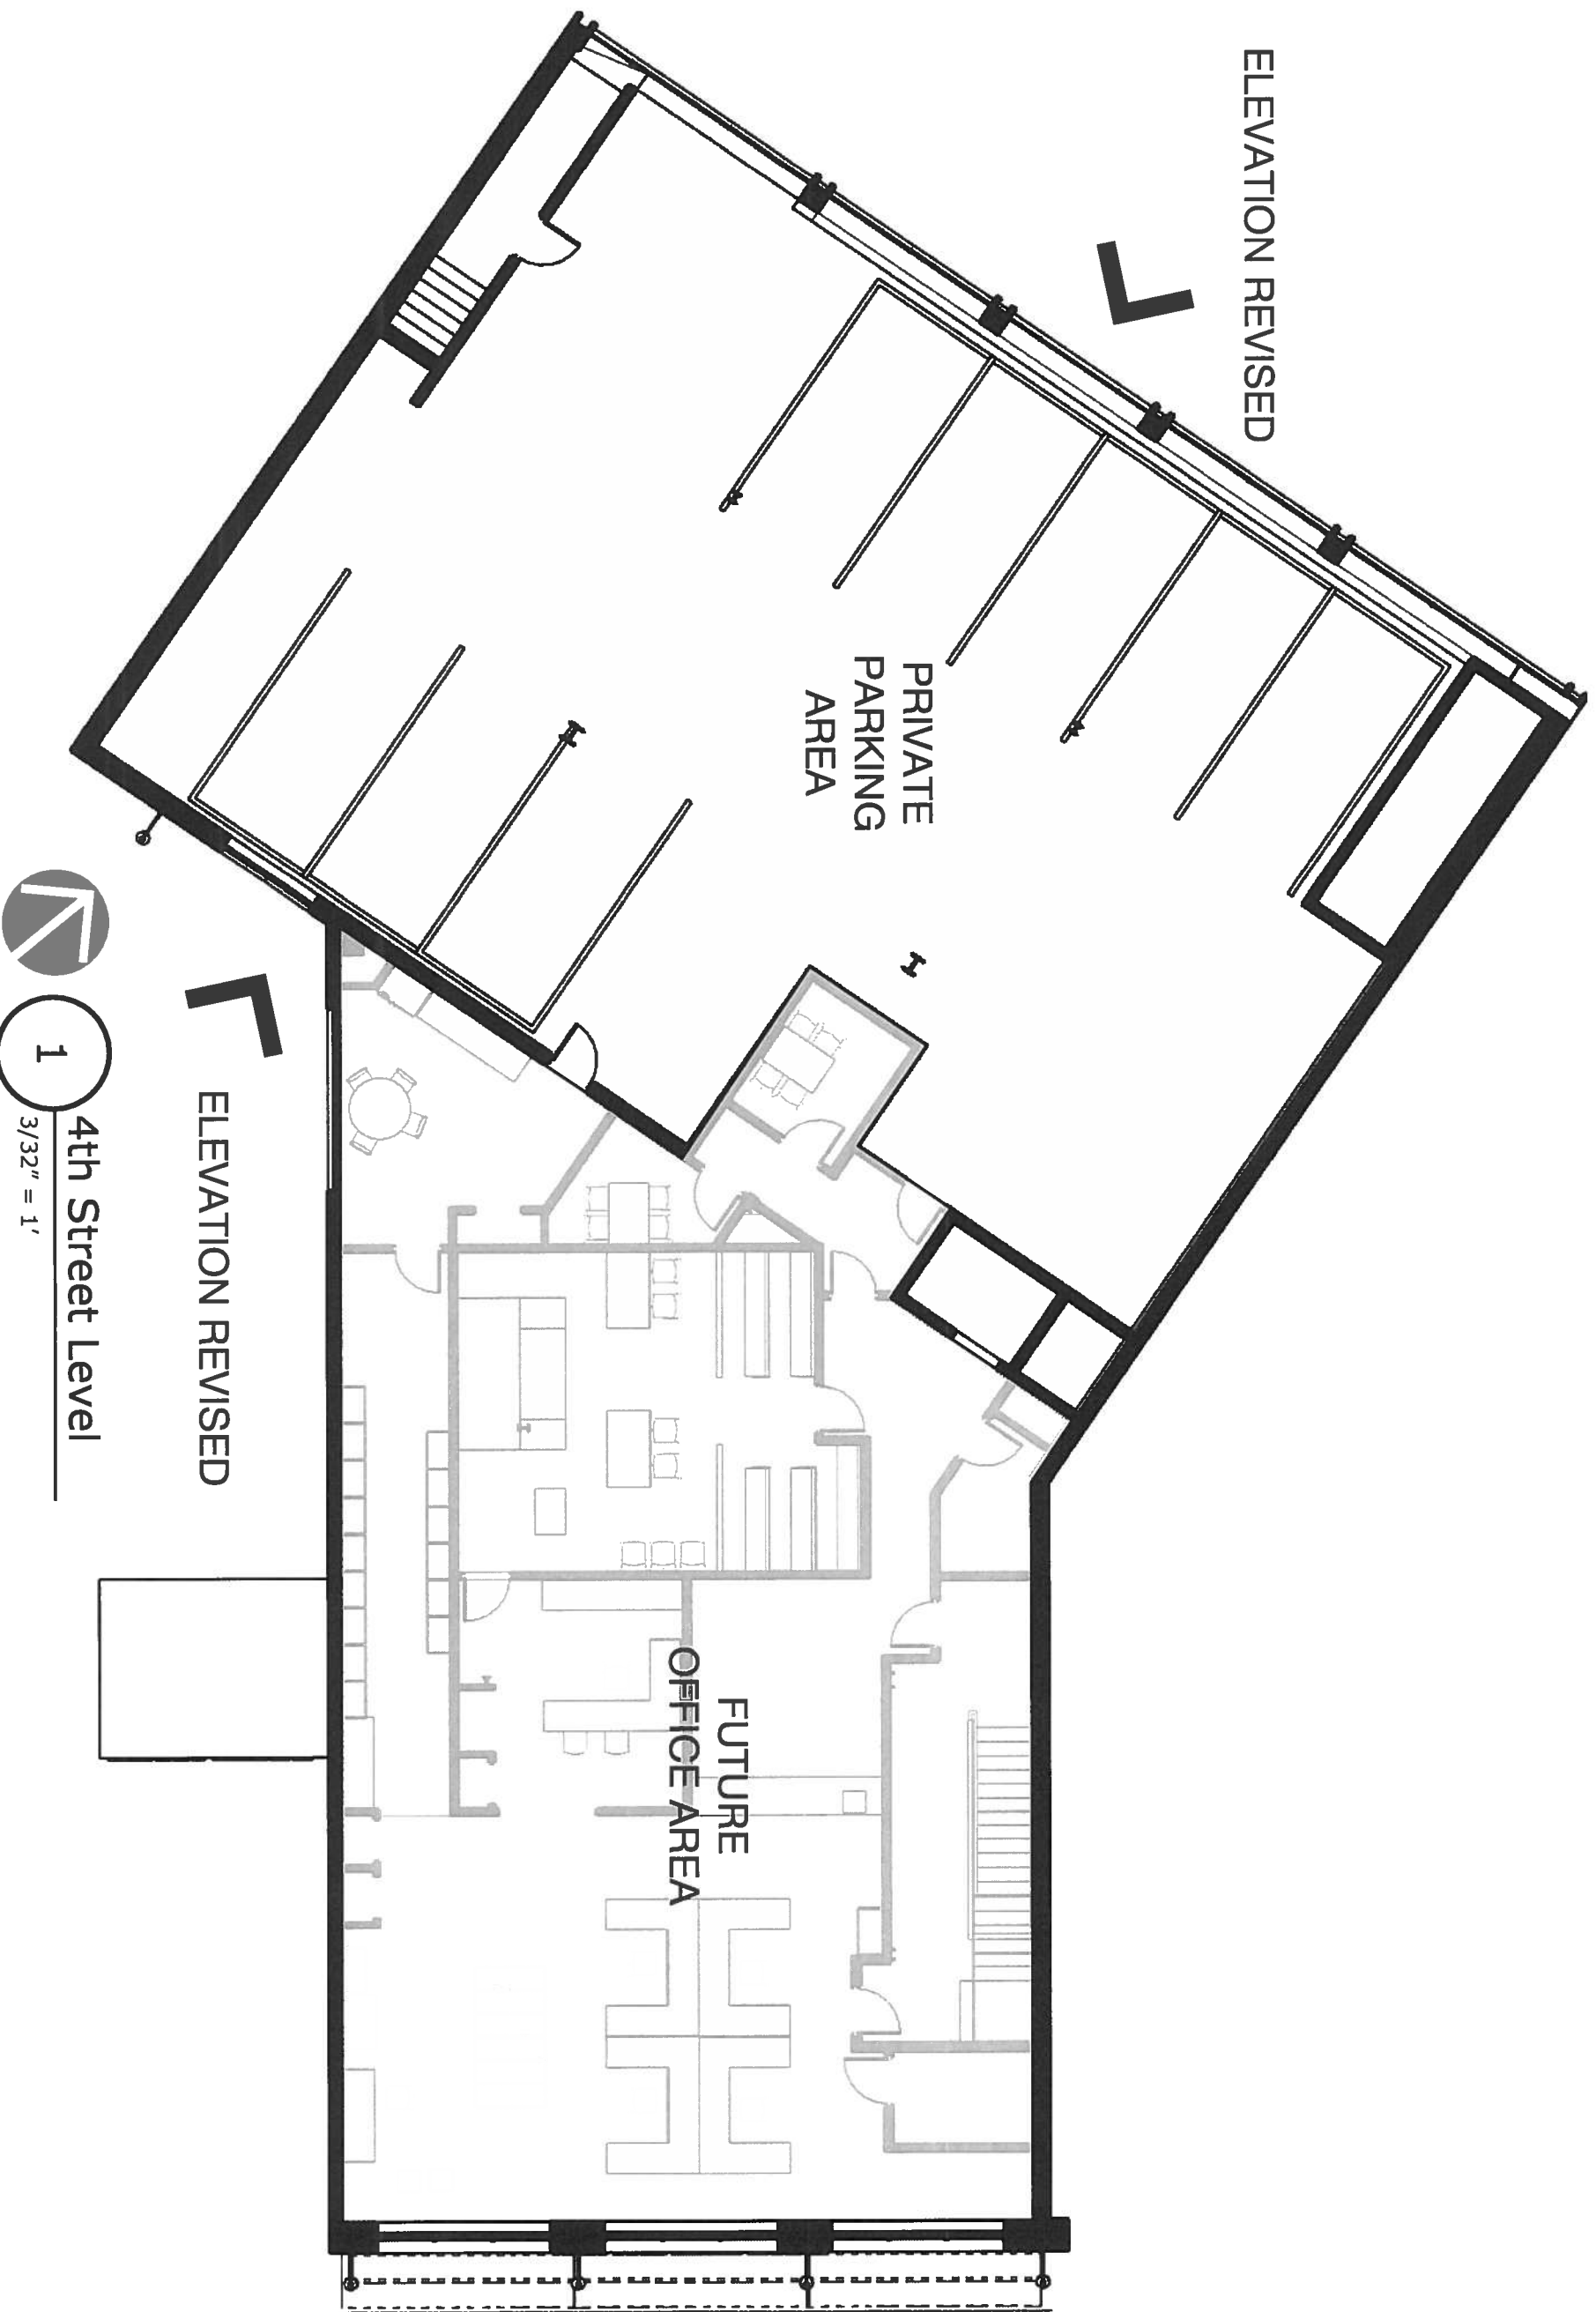 ELEVATION REVISED
PRIVATE
PARKING
AREA
FUTURE
OFFICE AREA
ELEVATION REVISED
1
4th Street Level
3/32" = 1'